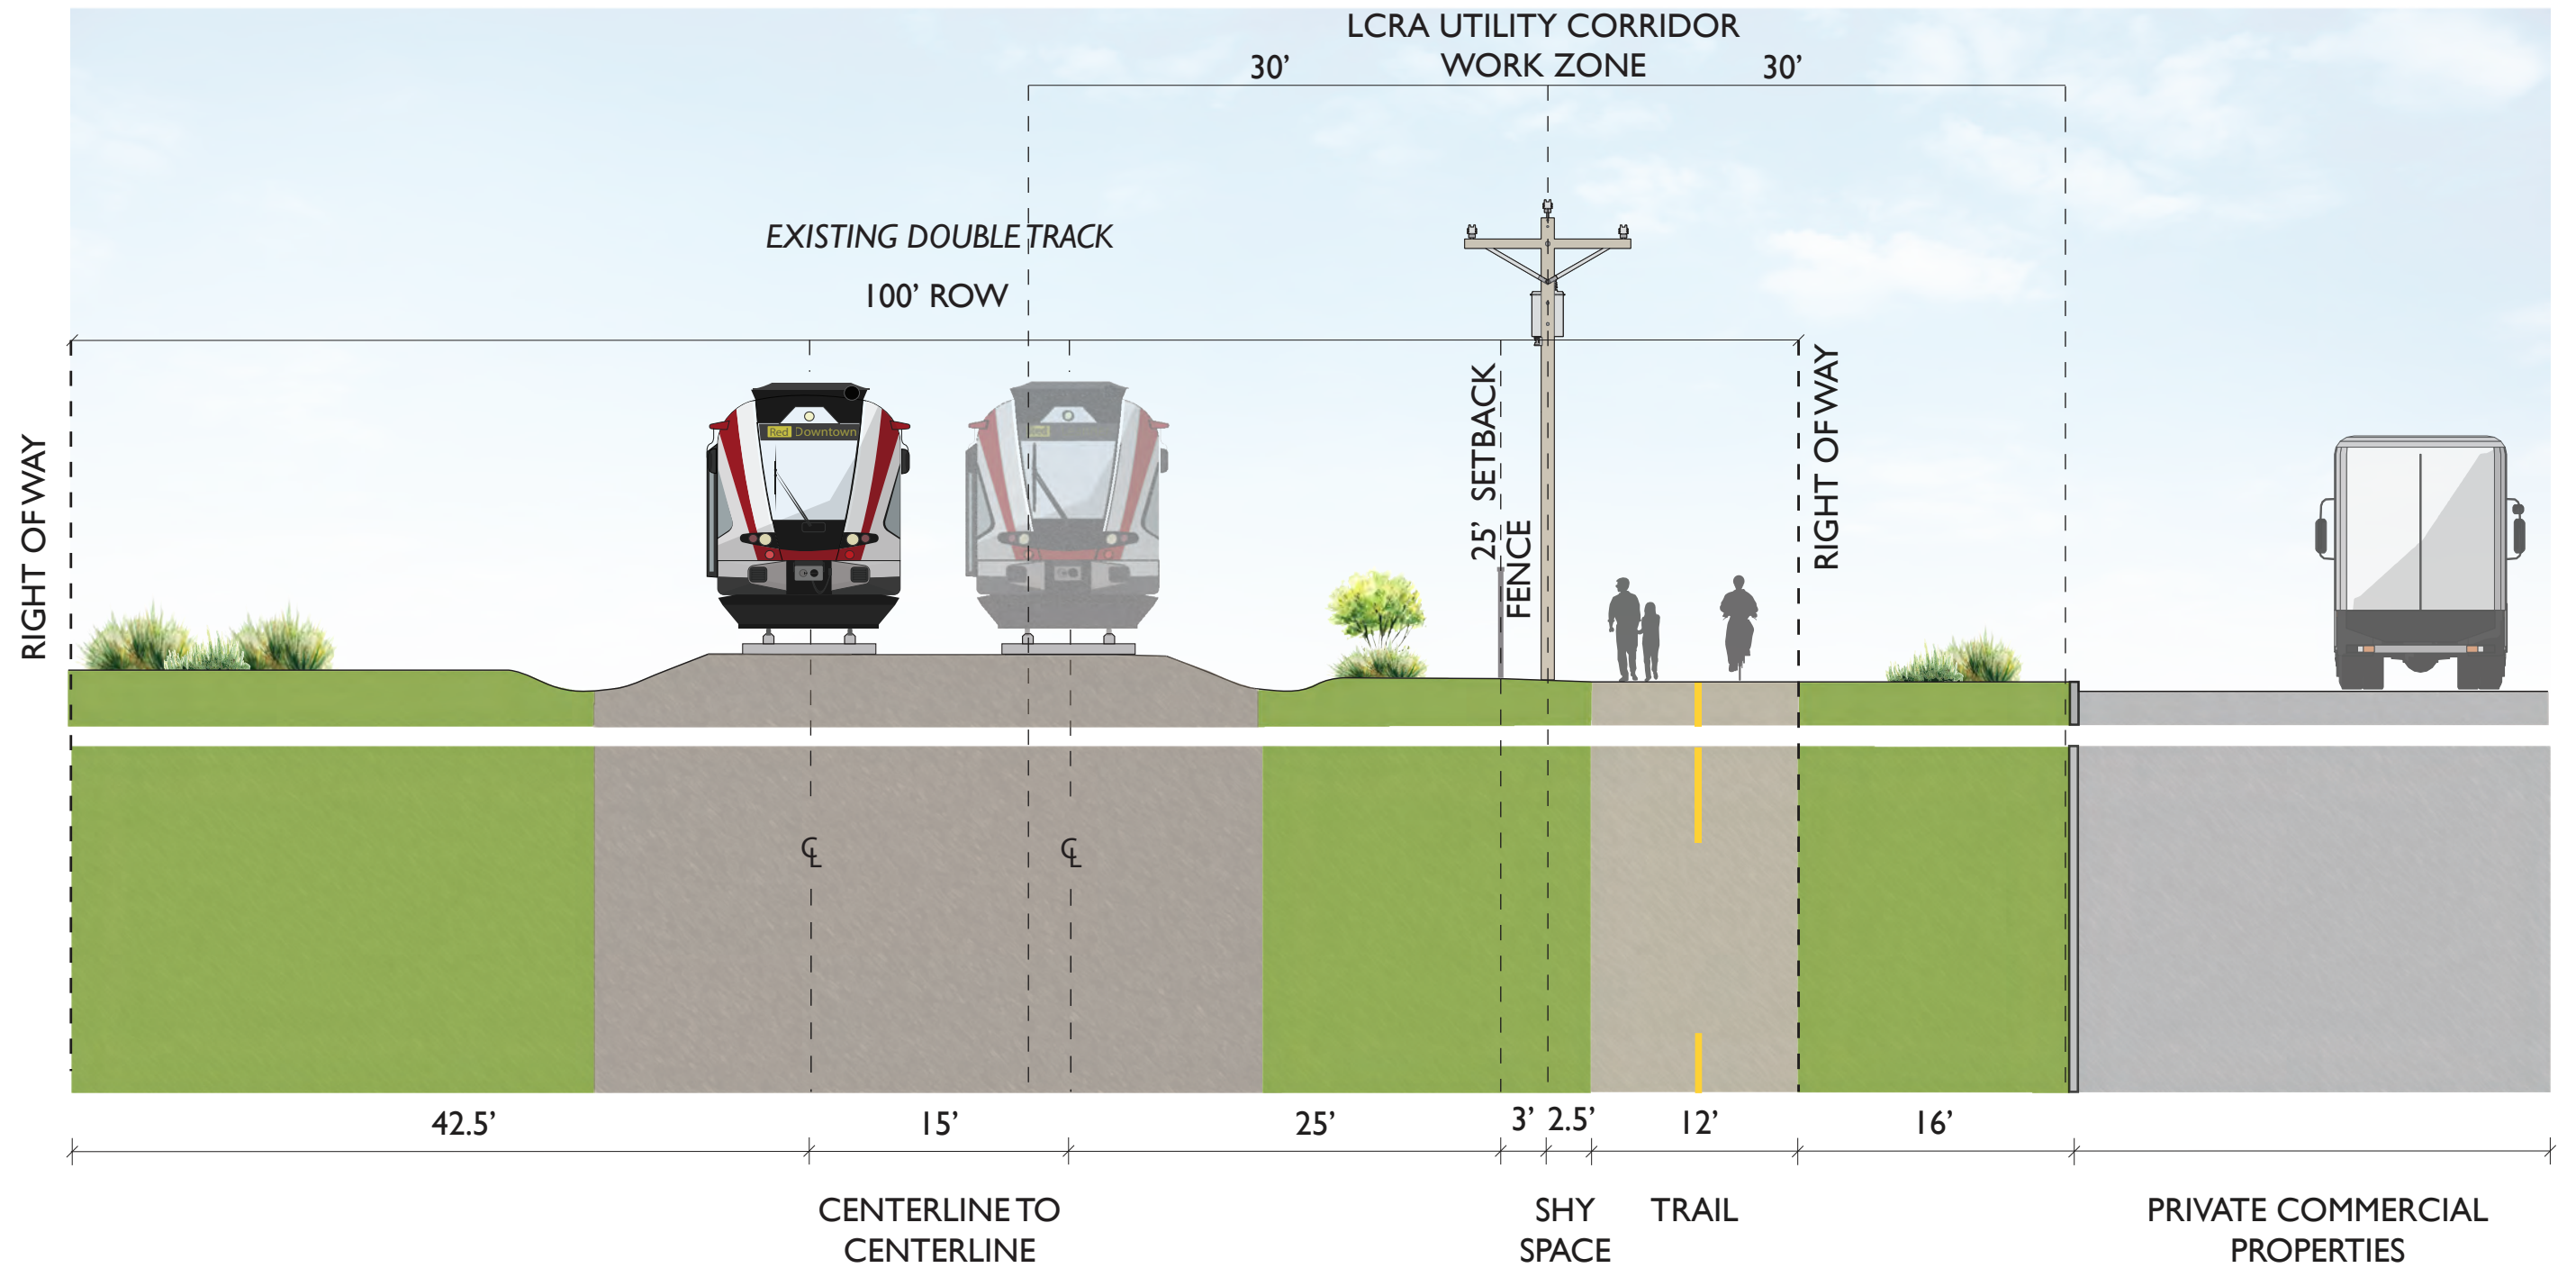 LCRA UTILITY CORRIDOR
WORK ZONE
30’
30’
EXISTING DOUBLE TRACK
100’ ROW
RIGHT OF WAY
Red Downtown
Red
25’ SETBACK
FENCE
RIGHT OF WAY
℄
℄
42.5’
15’
25’
3’
2.5’
12’
16’
CENTERLINE TO
CENTERLINE
SHY
SPACE
TRAIL
PRIVATE COMMERCIAL
PROPERTIES